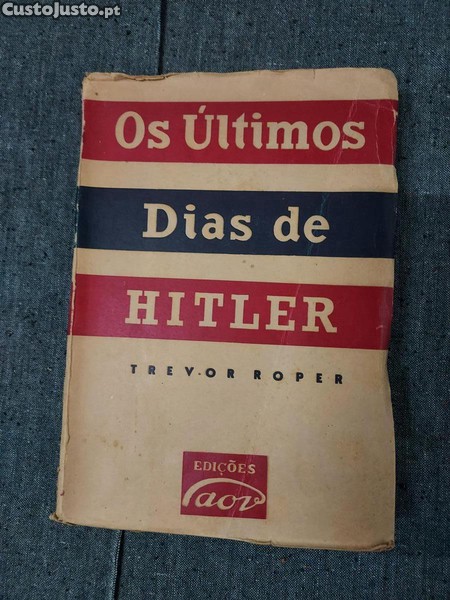 CustoJusto.pt
Os Últimos
Dias de
HITLER
TREVOR ROPER
EDIÇÕES
aov